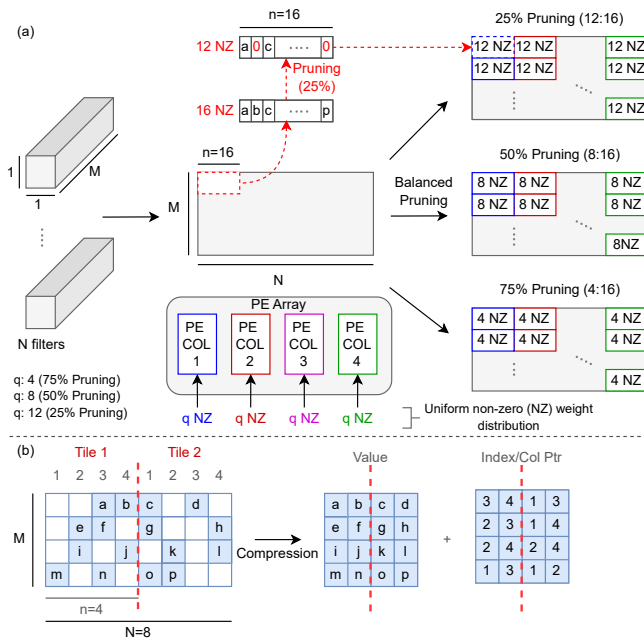 (a)
n=16
12 NZ
a 0 c .... 0
Pruning
(25%)
16 NZ
a b c .... p
n=16
M
N
1
1
M
N filters
q: 4 (75% Pruning)
q: 8 (50% Pruning)
q: 12 (25% Pruning)
Balanced
Pruning
25% Pruning (12:16)
12 NZ 12 NZ 12 NZ
12 NZ 12 NZ 12 NZ
12 NZ
50% Pruning (8:16)
8 NZ 8 NZ 8 NZ
8 NZ 8 NZ 8 NZ
8NZ
75% Pruning (4:16)
4 NZ 4 NZ 4 NZ
4 NZ 4 NZ 4 NZ
4 NZ
PE Array
PE PE PE PE
COL COL COL COL
1 2 3 4
q NZ q NZ q NZ q NZ
Uniform non-zero (NZ) weight
distribution
(b)
Tile 1 Tile 2
1 2 3 4 1 2 3 4
M
a b c d
e f g h
i j k l
m n o p
n=4
N=8
Compression
Value
a b c d
e f g h
i j k l
m n o p
+
Index/Col Ptr
3 4 1 3
2 3 1 4
2 4 2 4
1 3 1 2